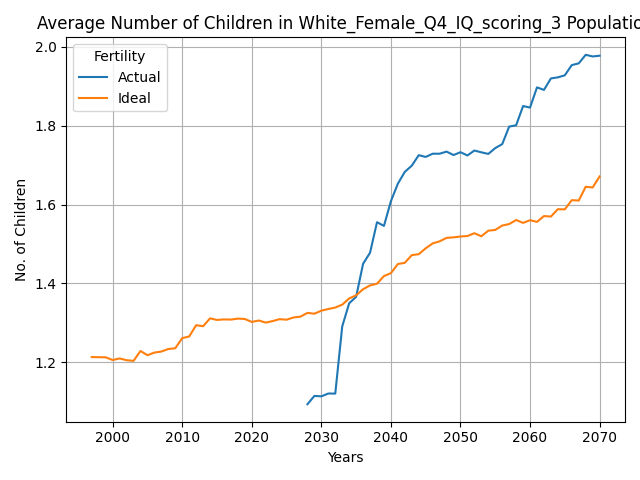 Average Number of Children in White_Female_Q4_IQ_scoring_3 Populatio
Fertility
Actual
Ideal
No. of Children
2.0
1.8
1.6
1.4
1.2
2000 2010 2020 2030 2040 2050 2060 2070
Years